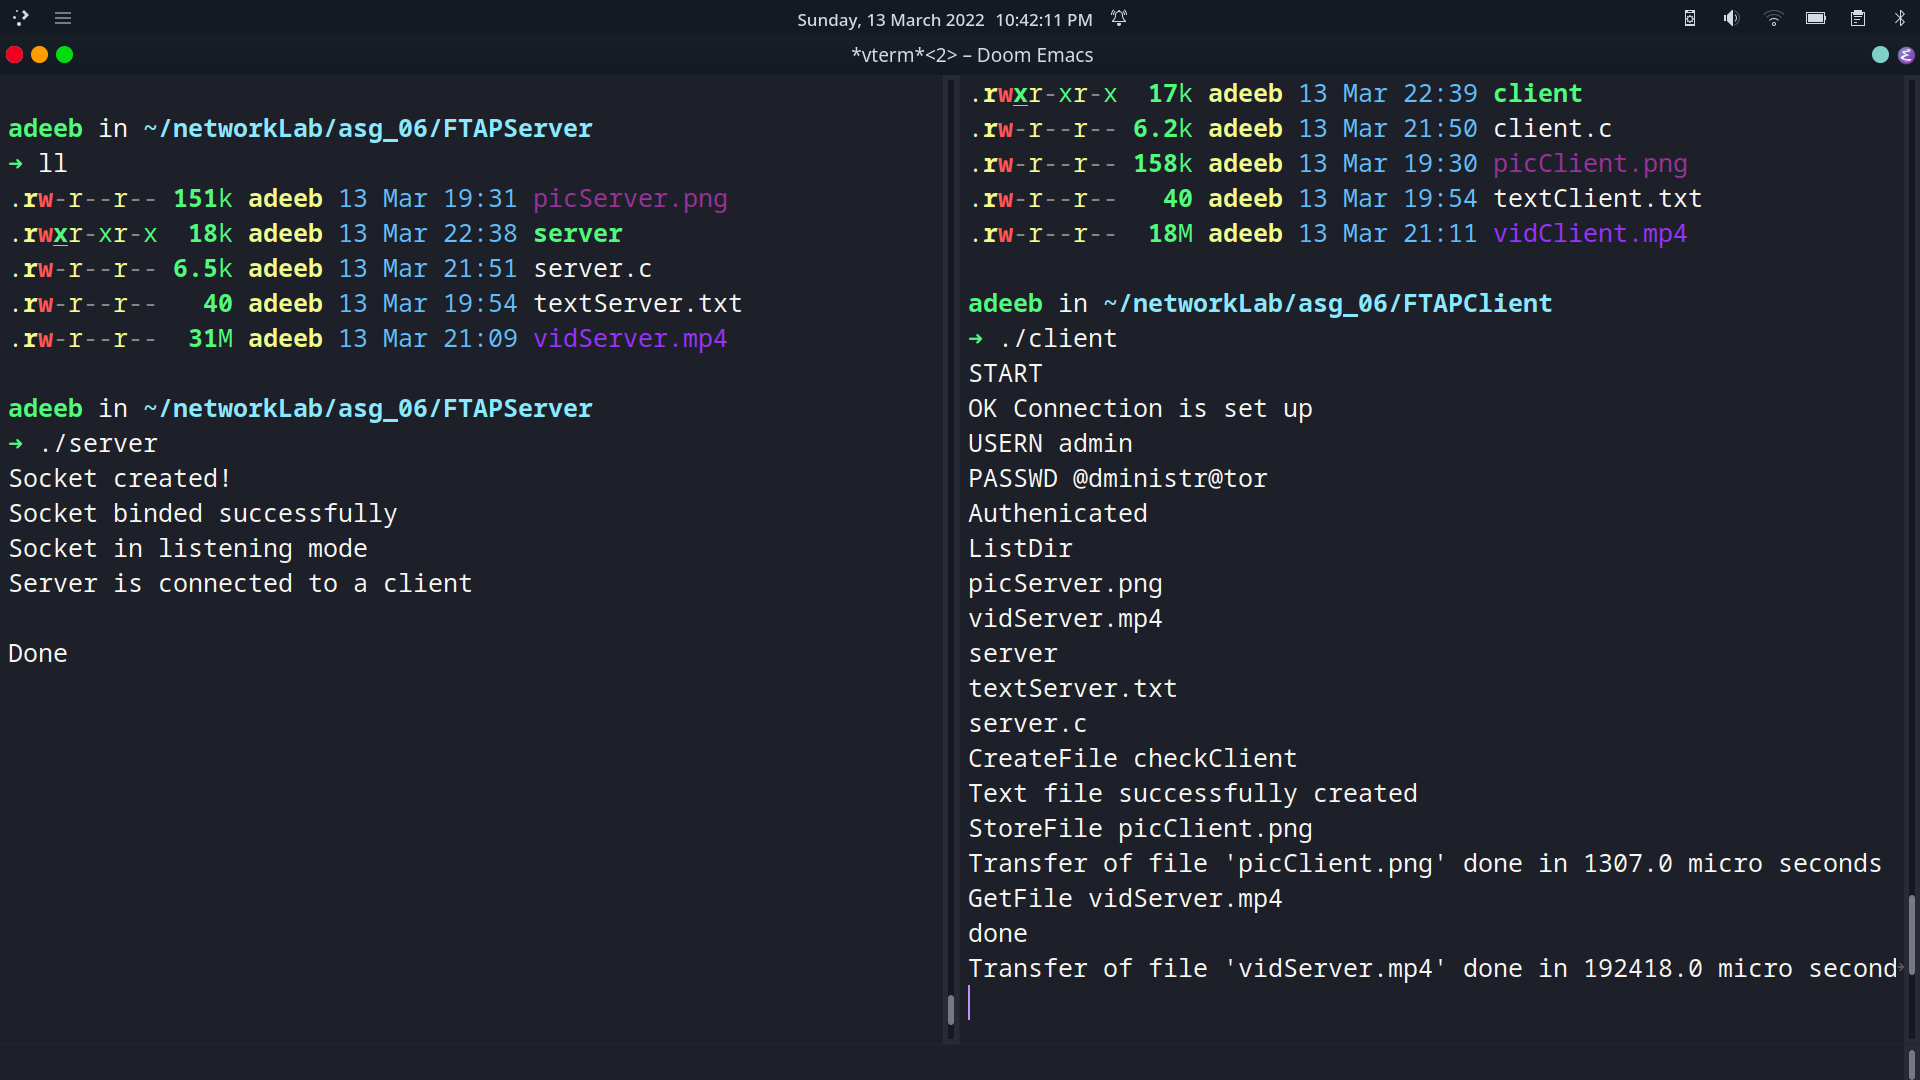 Sunday, 13 March 2022 10:42:11 PM
*vterm*<2> – Doom Emacs
adeeb in ~/networkLab/asg_06/FTAPServer
➜ ll
.rw-r--r-- 151k adeeb 13 Mar 19:31 picServer.png
.rwxr-xr-x 18k adeeb 13 Mar 22:38 server
.rw-r--r-- 6.5k adeeb 13 Mar 21:51 server.c
.rw-r--r-- 40 adeeb 13 Mar 19:54 textServer.txt
.rw-r--r-- 31M adeeb 13 Mar 21:09 vidServer.mp4
adeeb in ~/networkLab/asg_06/FTAPServer
➜ ./server
Socket created!
Socket binded successfully
Socket in listening mode
Server is connected to a client
Done
.rwxr-xr-x 17k adeeb 13 Mar 22:39 client
.rw-r--r-- 6.2k adeeb 13 Mar 21:50 client.c
.rw-r--r-- 158k adeeb 13 Mar 19:30 picClient.png
.rw-r--r-- 40 adeeb 13 Mar 19:54 textClient.txt
.rw-r--r-- 18M adeeb 13 Mar 21:11 vidClient.mp4
adeeb in ~/networkLab/asg_06/FTAPClient
➜ ./client
START
OK Connection is set up
USERN admin
PASSWD @dministr@tor
Authenicated
ListDir
picServer.png
vidServer.mp4
server
textServer.txt
server.c
CreateFile checkClient
Text file successfully created
StoreFile picClient.png
Transfer of file 'picClient.png' done in 1307.0 micro seconds
GetFile vidServer.mp4
done
Transfer of file 'vidServer.mp4' done in 192418.0 micro second